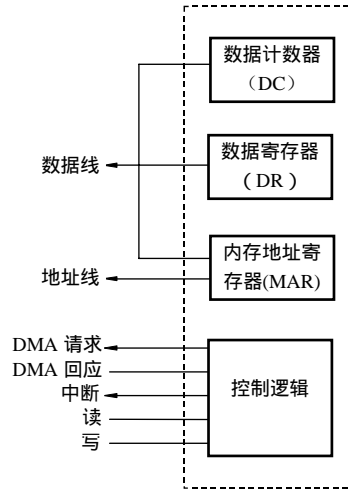 数据计数器
（DC）
数据寄存器
（DR）
数据线
内存地址寄
存器(MAR)
地址线
DMA 请求
DMA 回应
中断
读
写
控制逻辑